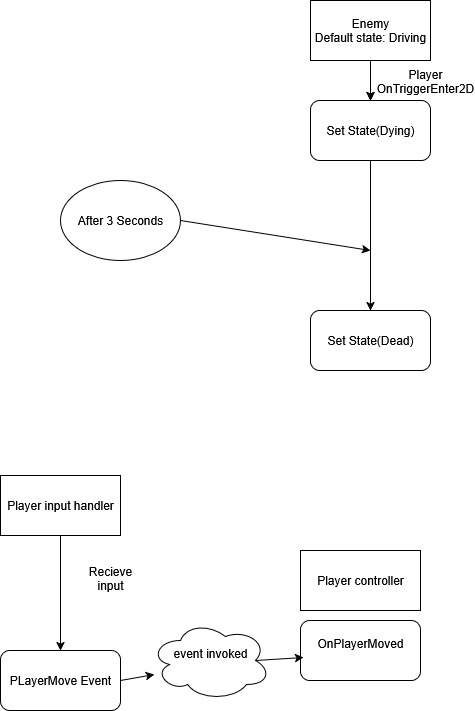 Enemy
Default state: Driving
Player
OnTriggerEnter2D
Set State(Dying)
After 3 Seconds
Set State(Dead)
Player input handler
Recieve
input
Player controller
OnPlayerMoved
event invoked
PLayerMove Event